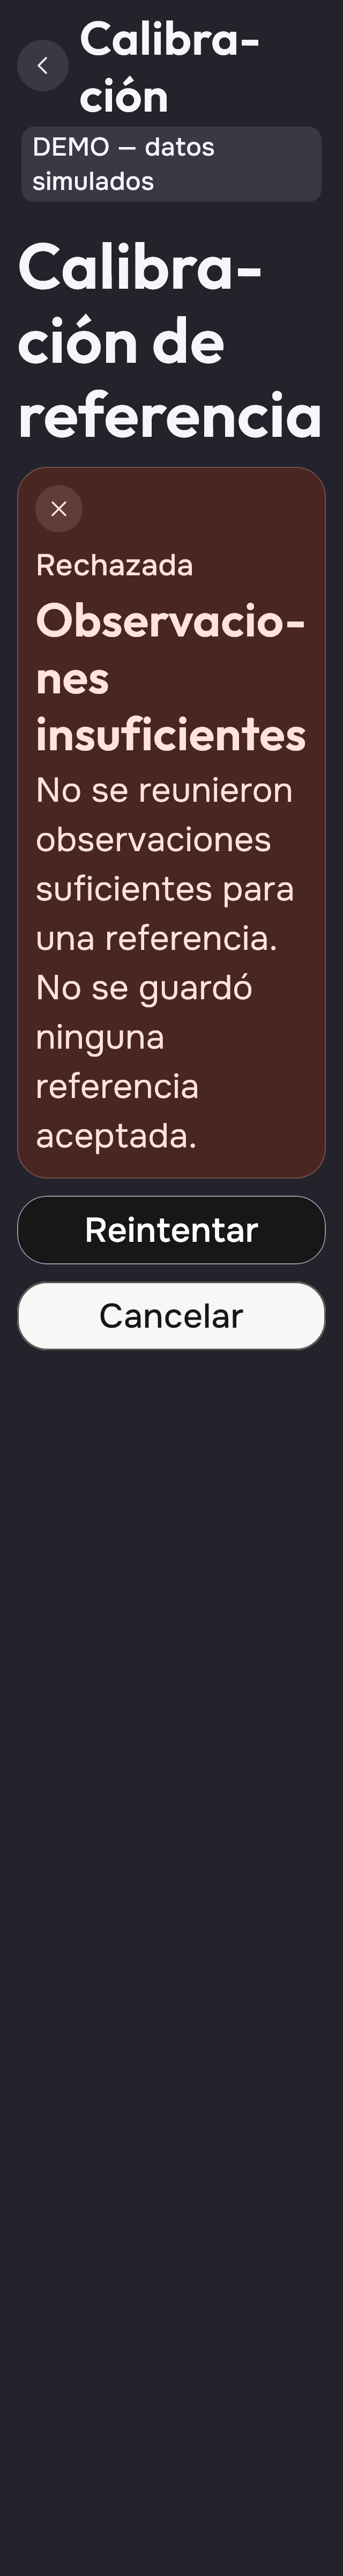 Calibra-
ción
DEMO — datos
simulados
Calibra-
ción de
referencia
Rechazada
Observacio-
nes
insuficientes
No se reunieron
observaciones
suficientes para
una referencia.
No se guardó
ninguna
referencia
aceptada.
Reintentar
Cancelar